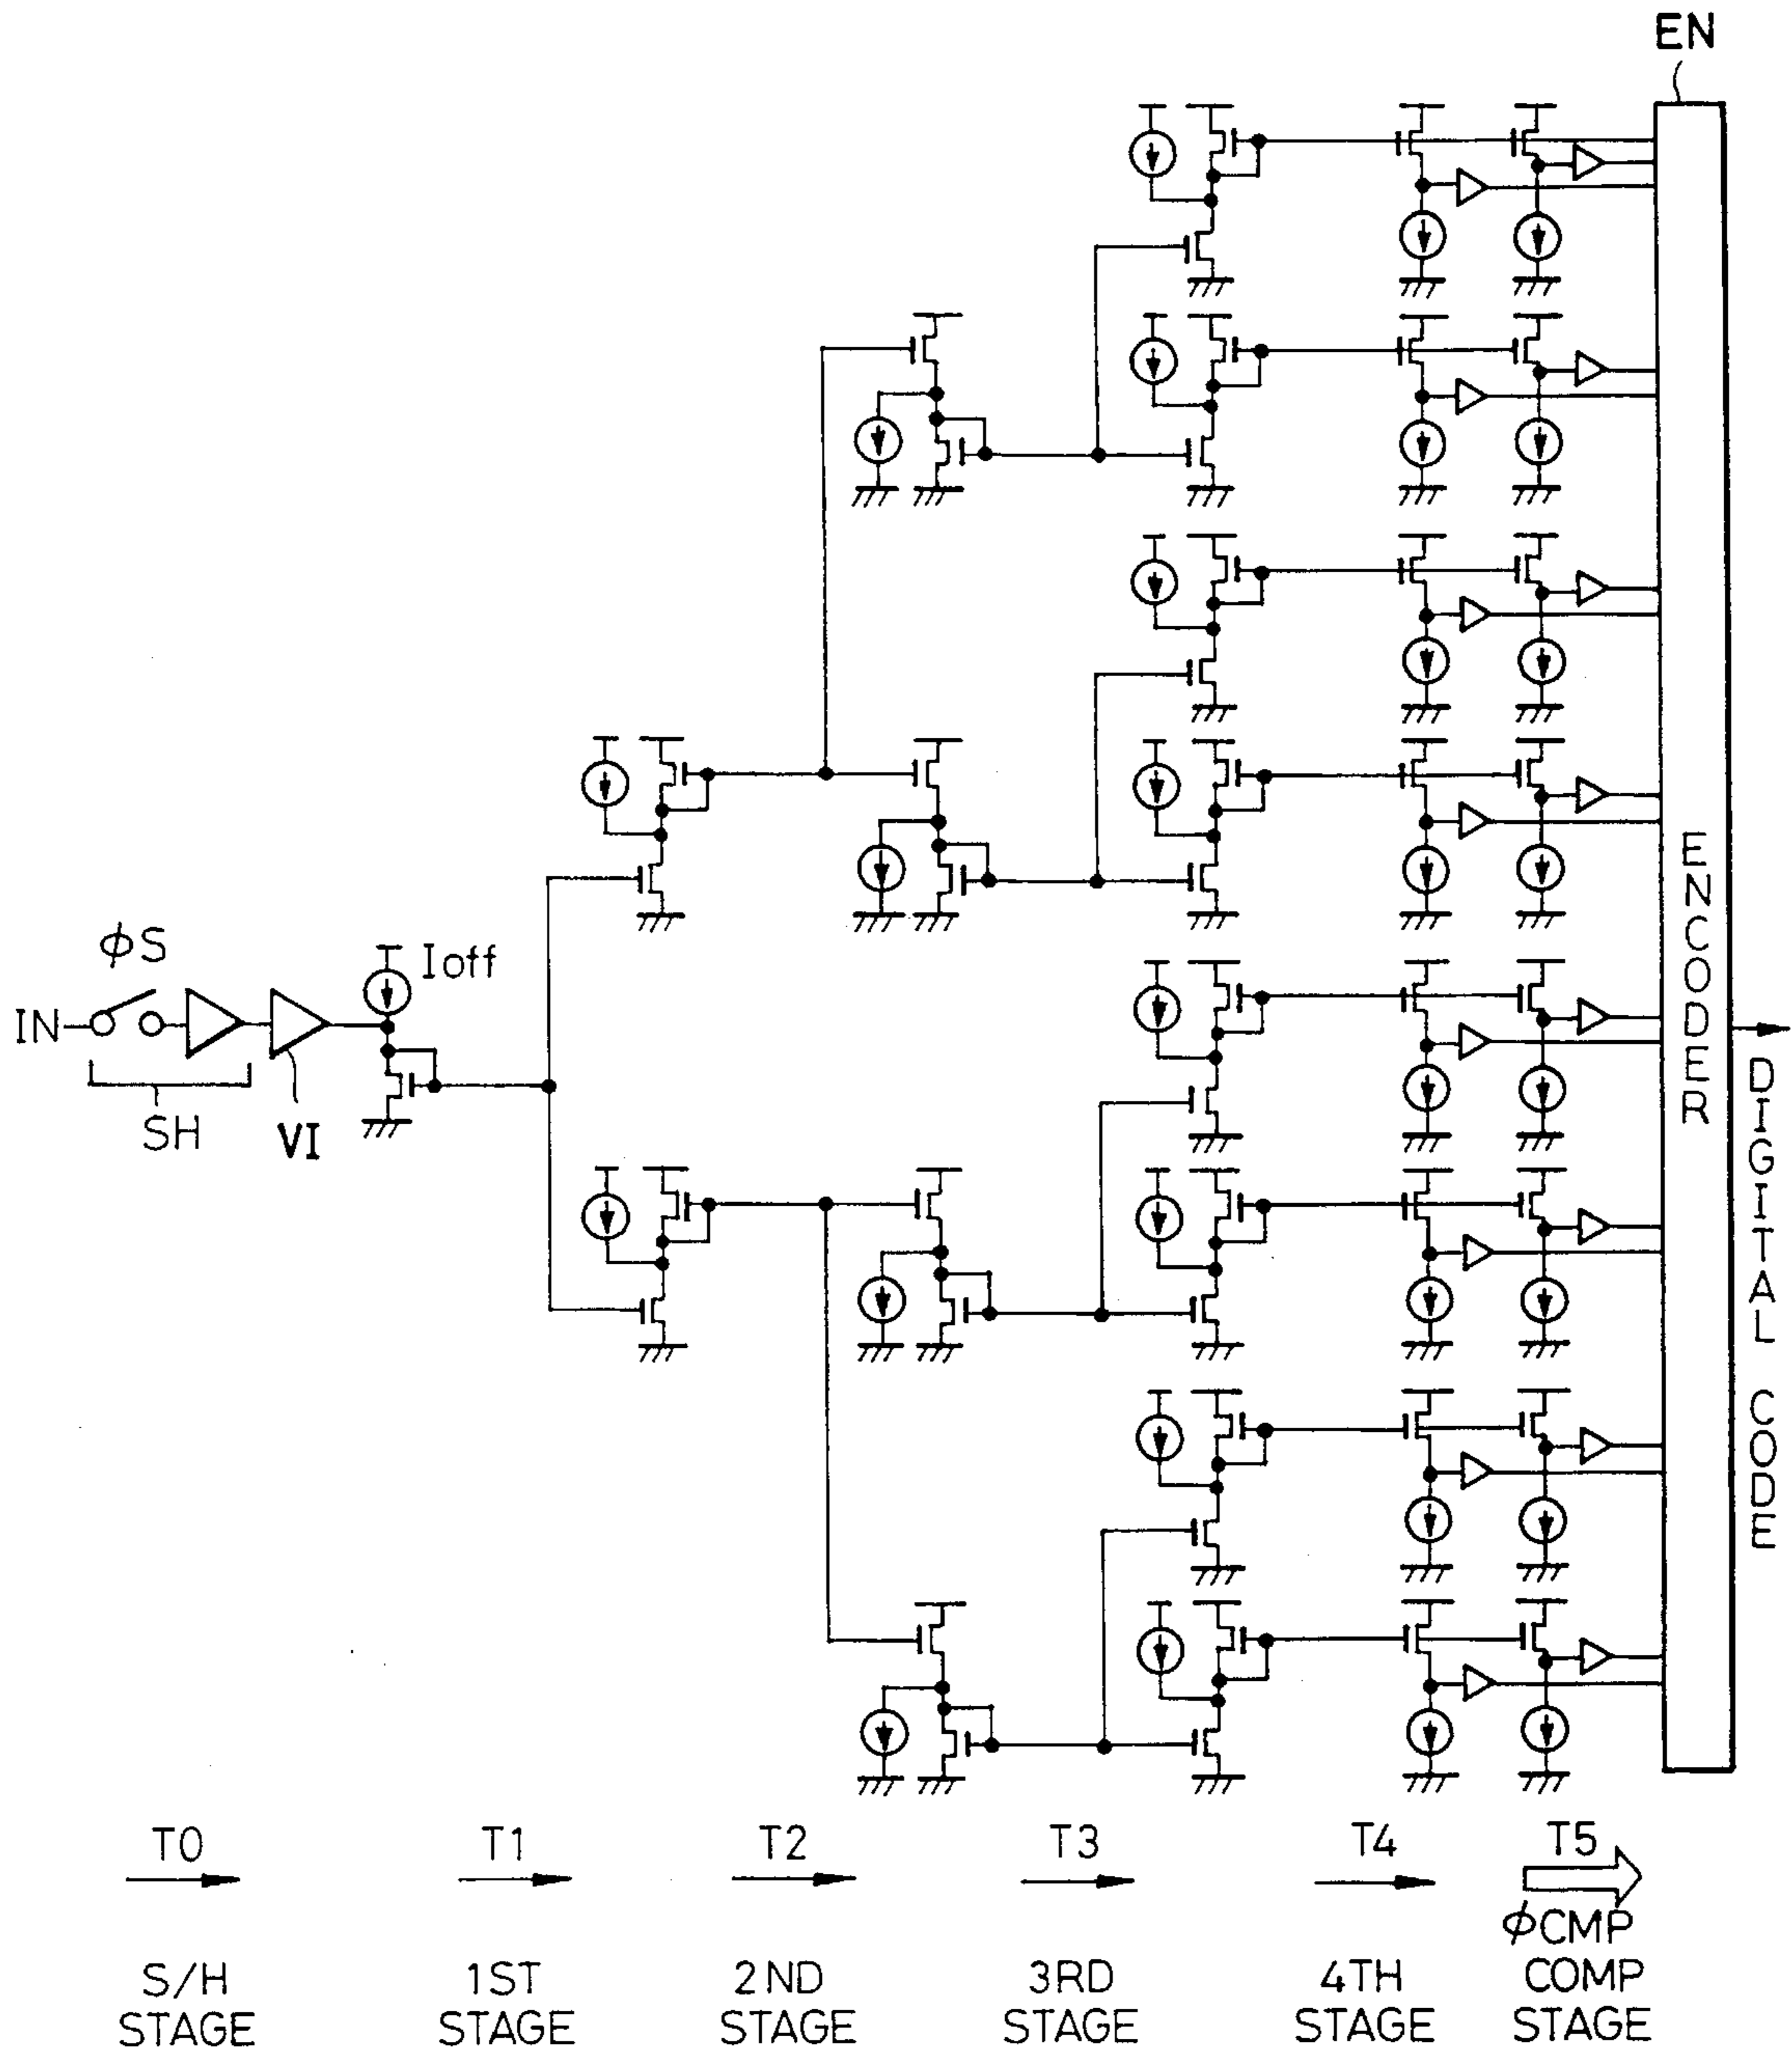 EN
ENCODER
φS
Ioff
IN
SH
VI
DIGITAL CODE
T0
T1
T2
T3
T4
T5
φCMP
S/H
STAGE
1ST
STAGE
2ND
STAGE
3RD
STAGE
4TH
STAGE
COMP
STAGE